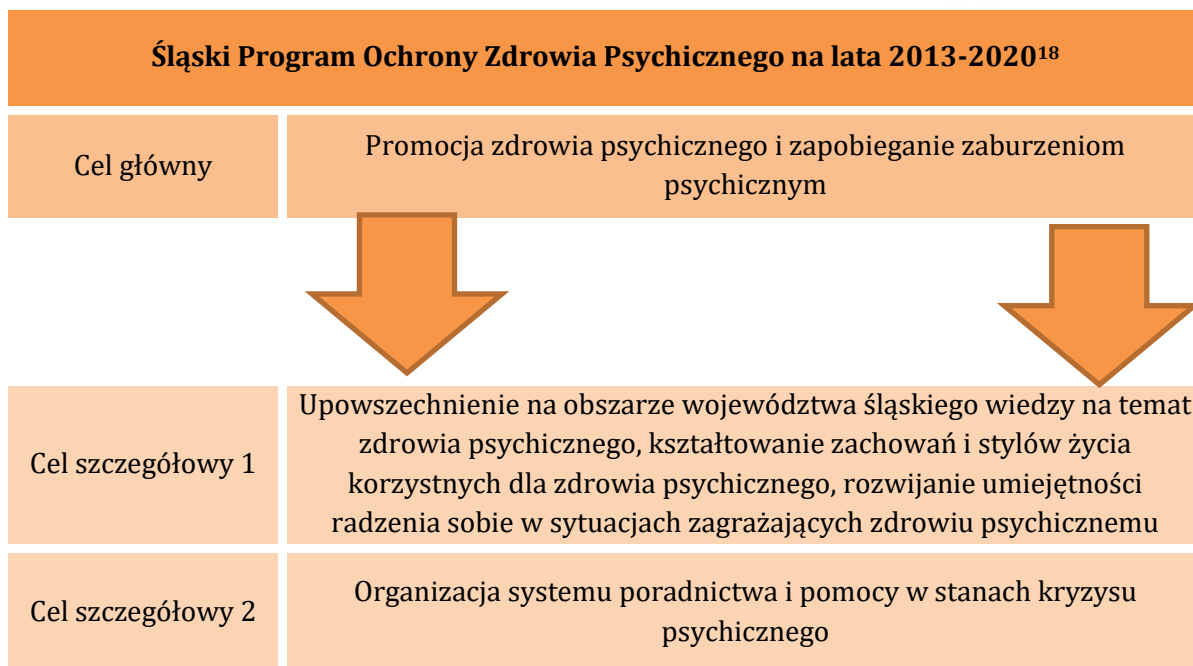 Śląski Program Ochrony Zdrowia Psychicznego na lata 2013-2020¹⁸
Cel główny
Promocja zdrowia psychicznego i zapobieganie zaburzeniom
psychicznym
Cel szczegółowy 1
Upowszechnienie na obszarze województwa śląskiego wiedzy na temat
zdrowia psychicznego, kształtowanie zachowań i stylów życia
korzystnych dla zdrowia psychicznego, rozwijanie umiejętności
radzenia sobie w sytuacjach zagrażających zdrowiu psychicznemu
Cel szczegółowy 2
Organizacja systemu poradnictwa i pomocy w stanach kryzysu
psychicznego